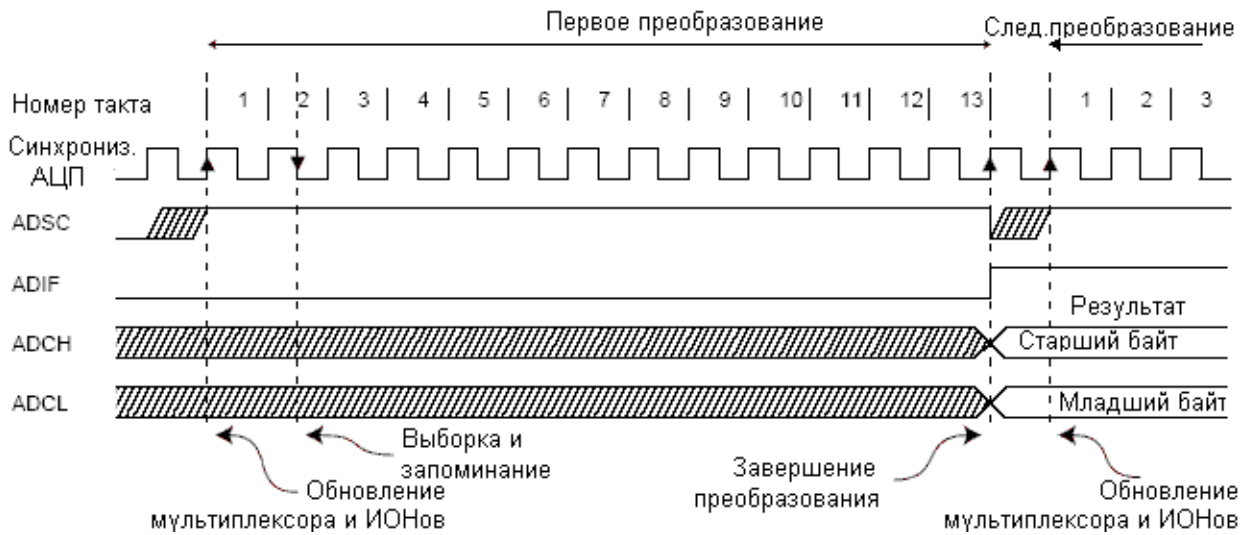 Первое преобразование
След.преобразование
Номер такта 1 2 3 4 5 6 7 8 9 10 11 12 13 1 2 3
Синхрониз.
АЦП
ADSC
ADIF
Результат
ADCH
Старший байт
ADCL
Младший байт
Выборка и
запоминание
Обновление
мультиплексора и ИОНов
Завершение
преобразования
Обновление
мультиплексора и ИОНов